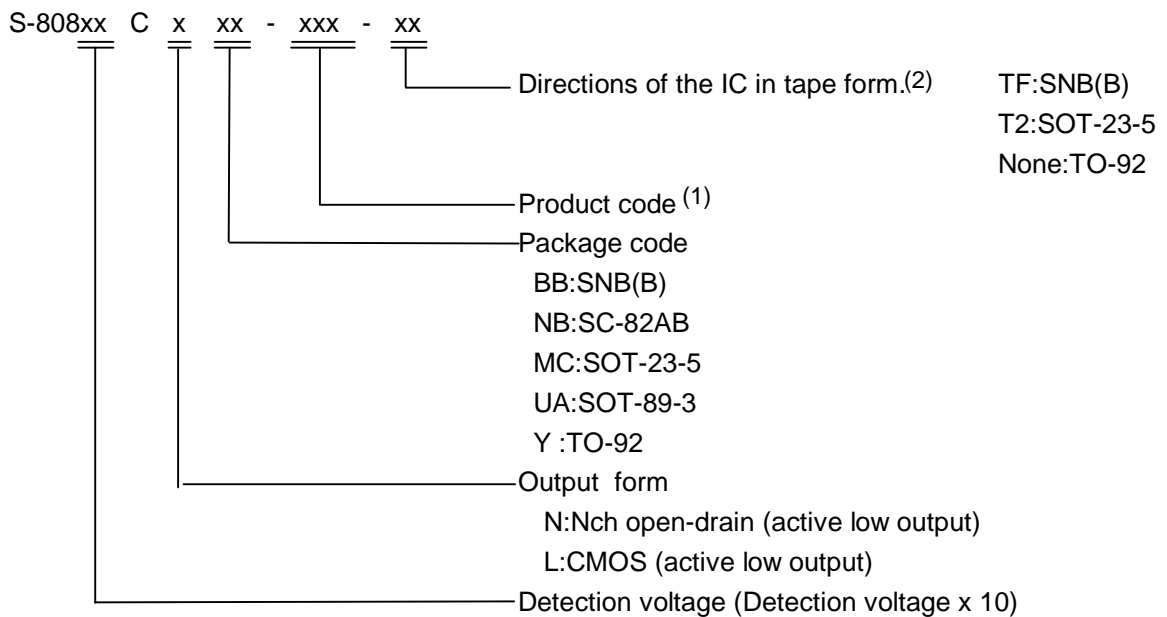 S-808xx C x xx - xxx - xx
Directions of the IC in tape form.(2) TF:SNB(B)
T2:SOT-23-5
None:TO-92
Product code (1)
Package code
BB:SNB(B)
NB:SC-82AB
MC:SOT-23-5
UA:SOT-89-3
Y :TO-92
Output form
N:Nch open-drain (active low output)
L:CMOS (active low output)
Detection voltage (Detection voltage x 10)